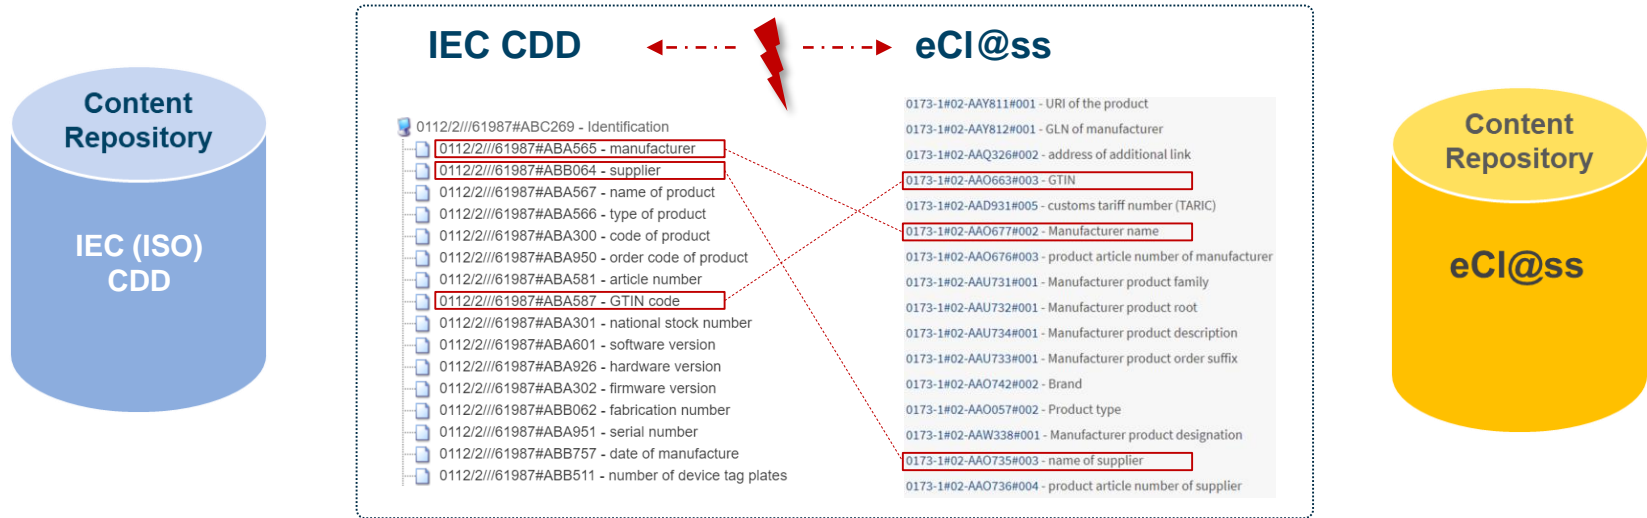 Content
Repository
IEC (ISO)
CDD
IEC CDD
eCl@ss
0112/2///61987#ABC269 - Identification
0112/2///61987#ABA565 - manufacturer
0112/2///61987#ABB064 - supplier
0112/2///61987#ABA567 - name of product
0112/2///61987#ABA566 - type of product
0112/2///61987#ABA300 - code of product
0112/2///61987#ABA950 - order code of product
0112/2///61987#ABA581 - article number
0112/2///61987#ABA587 - GTIN code
0112/2///61987#ABA301 - national stock number
0112/2///61987#ABA601 - software version
0112/2///61987#ABA926 - hardware version
0112/2///61987#ABA302 - firmware version
0112/2///61987#ABB062 - fabrication number
0112/2///61987#ABA951 - serial number
0112/2///61987#ABB757 - date of manufacture
0112/2///61987#ABB511 - number of device tag plates
0173-1#02-AAY811#001 - URI of the product
0173-1#02-AAY812#001 - GLN of manufacturer
0173-1#02-AAQ326#002 - address of additional link
0173-1#02-AAO663#003 - GTIN
0173-1#02-AAD931#005 - customs tariff number (TARIC)
0173-1#02-AAO677#002 - Manufacturer name
0173-1#02-AAO676#003 - product article number of manufacturer
0173-1#02-AAU731#001 - Manufacturer product family
0173-1#02-AAU732#001 - Manufacturer product root
0173-1#02-AAU734#001 - Manufacturer product description
0173-1#02-AAU733#001 - Manufacturer product order suffix
0173-1#02-AAO742#002 - Brand
0173-1#02-AAO057#002 - Product type
0173-1#02-AAW338#001 - Manufacturer product designation
0173-1#02-AAO735#003 - name of supplier
0173-1#02-AAO736#004 - product article number of supplier
Content
Repository
eCl@ss